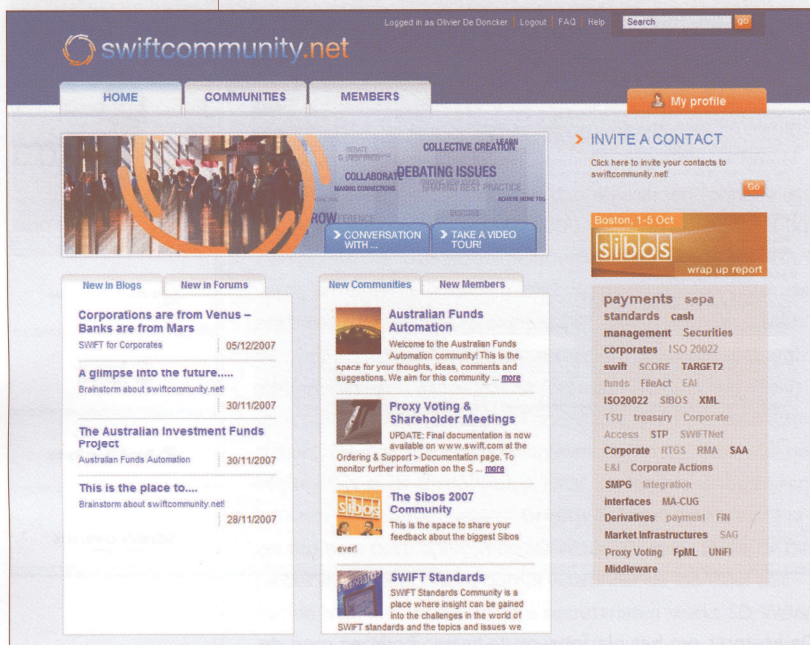 Logged in as Olivier De Doncker | Logout | FAQ | Help
Search
go
swiftcommunity.net
HOME
COMMUNITIES
MEMBERS
My profile
COLLECTIVE CREATION
LEARN
COLLABORATE
DEBATING ISSUES
MAKING CONNECTIONS
SHARING BEST PRACTICE
ACHIEVE MORE TOG
DISCUSS
CONVERSATION
WITH ...
TAKE A VIDEO
TOUR!
INVITE A CONTACT
Click here to invite your contacts to
swiftcommunity.net!
Go
Boston, 1-5 Oct
sibos
wrap up report
New in Blogs
New in Forums
Corporations are from Venus –
Banks are from Mars
SWIFT for Corporates
05/12/2007
A glimpse into the future.....
Brainstorm about swiftcommunity.net!
30/11/2007
The Australian Investment Funds
Project
Australian Funds Automation
30/11/2007
This is the place to....
Brainstorm about swiftcommunity.net!
28/11/2007
New Communities
New Members
Australian Funds
Automation
Welcome to the Australian Funds
Automation community! This is the
space for your thoughts, ideas, comments and
suggestions. We aim for this community ... more
Proxy Voting &
Shareholder Meetings
UPDATE: Final documentation is now
available on www.swift.com at the
Ordering & Support > Documentation page. To
monitor further information on the S ... more
sibos
The Sibos 2007
Community
This is the space to share your
feedback about the biggest Sibos
ever!
SWIFT Standards
SWIFT Standards Community is a
place where insight can be gained
into the challenges in the world of
SWIFT standards and the topics and issues we
payments sepa
standards cash
management Securities
corporates ISO 20022
swift SCORE TARGET2
funds FileAct EAI
ISO20022 SIBOS XML
TSU treasury Corporate
Access STP SWIFTNet
Corporate RTGS RMA SAA
E&I Corporate Actions
SMPG Integration
interfaces MA-CUG
Derivatives payment FIN
Market Infrastructures SAG
Proxy Voting FpML UNIFI
Middleware